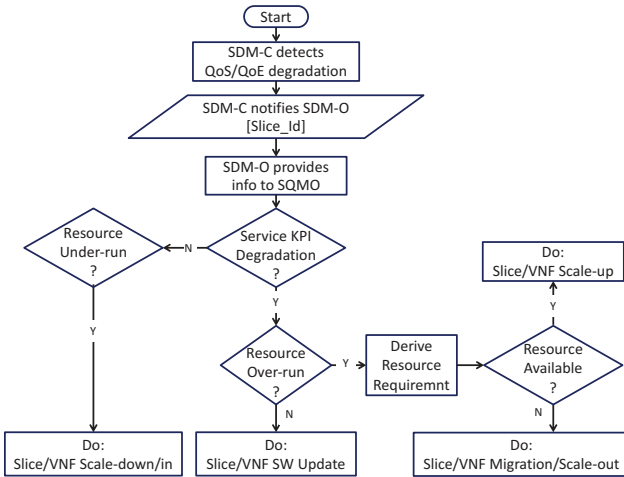 Start
SDM-C detects
QoS/QoE degradation
SDM-C notifies SDM-O
[Slice_Id]
SDM-O provides
info to SQMO
Resource
Under-run
?
N
Service KPI
Degradation
?
Do:
Slice/VNF Scale-up
Y
Y
Y
Resource
Over-run
?
Y
Derive
Resource
Requiremnt
Resource
Available
?
N
N
Do:
Slice/VNF Scale-down/in
Do:
Slice/VNF SW Update
Do:
Slice/VNF Migration/Scale-out